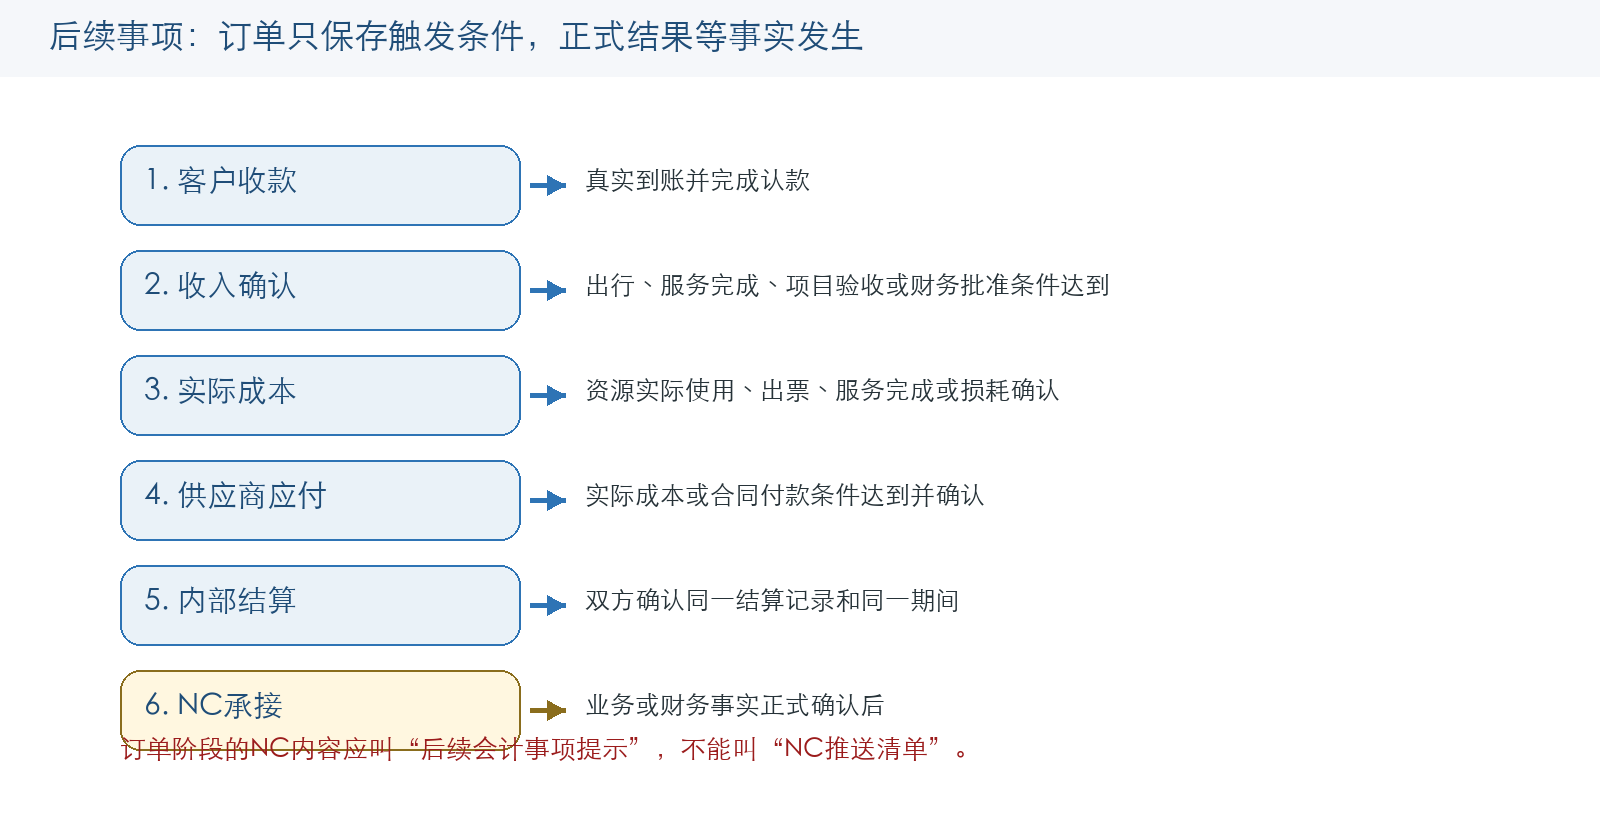 后续事项：订单只保存触发条件，正式结果等事实发生
1. 客户收款
真实到账并完成认款
2. 收入确认
出行、服务完成、项目验收或财务批准条件达到
3. 实际成本
资源实际使用、出票、服务完成或损耗确认
4. 供应商应付
实际成本或合同付款条件达到并确认
5. 内部结算
双方确认同一结算记录和同一期间
6. NC承接
业务或财务事实正式确认后
订单阶段的NC内容应叫“后续会计事项提示”，不能叫“NC推送清单”。